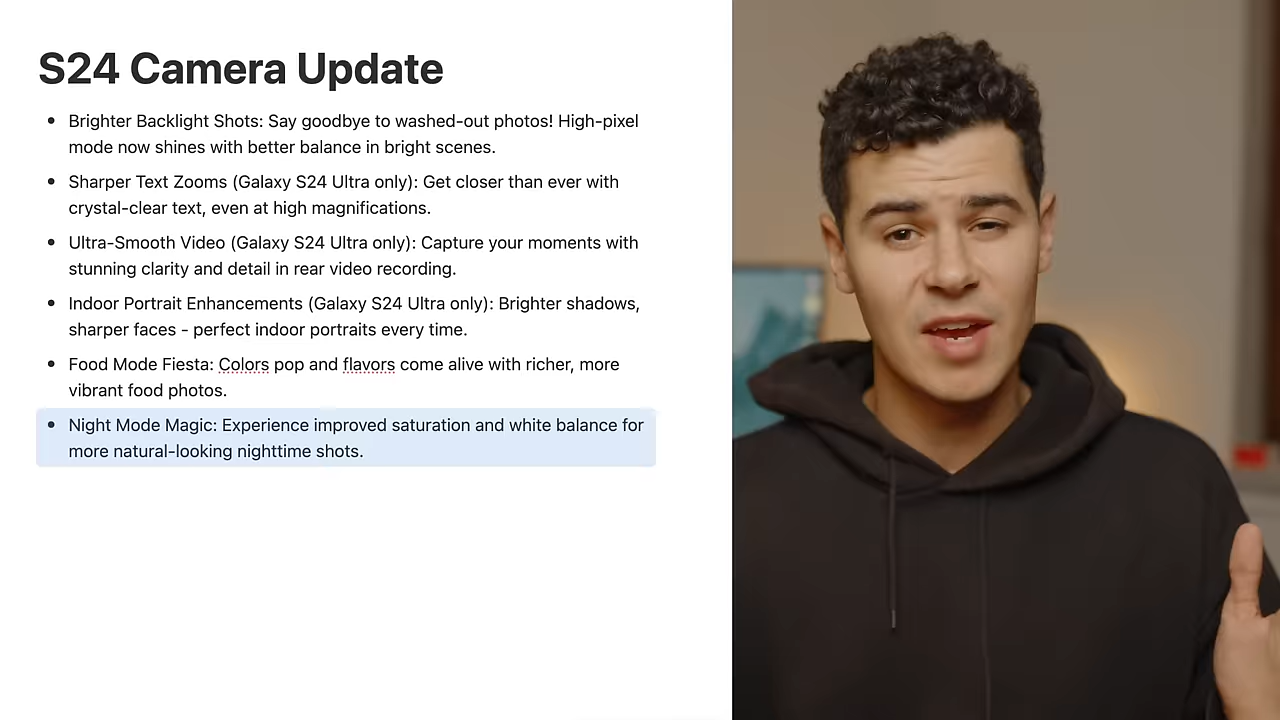 S24 Camera Update
• Brighter Backlight Shots: Say goodbye to washed-out photos! High-pixel
mode now shines with better balance in bright scenes.
• Sharper Text Zooms (Galaxy S24 Ultra only): Get closer than ever with
crystal-clear text, even at high magnifications.
• Ultra-Smooth Video (Galaxy S24 Ultra only): Capture your moments with
stunning clarity and detail in rear video recording.
• Indoor Portrait Enhancements (Galaxy S24 Ultra only): Brighter shadows,
sharper faces - perfect indoor portraits every time.
• Food Mode Fiesta: Colors pop and flavors come alive with richer, more
vibrant food photos.
• Night Mode Magic: Experience improved saturation and white balance for
more natural-looking nighttime shots.